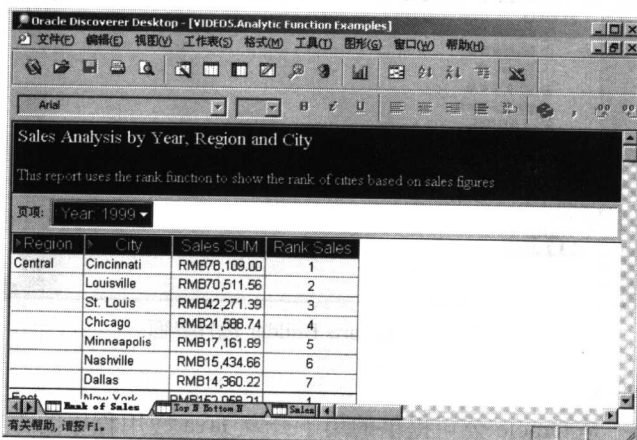 Oracle Discoverer Desktop - [VIDEO5.Analytic Function Examples]
文件(F) 编辑(E) 视图(V) 工作表(S) 格式(M) 工具(T) 图形(G) 窗口(W) 帮助(H)
Arial B I U
Sales Analysis by Year, Region and City
This report uses the rank function to show the rank of cities based on sales figures
页项: Year: 1999
Region City Sales SUM Rank Sales
Central Cincinnati RMB78,109.00 1
Louisville RMB70,511.56 2
St. Louis RMB42,271.39 3
Chicago RMB21,588.74 4
Minneapolis RMB17,161.89 5
Nashville RMB15,434.66 6
Dallas RMB14,360.22 7
East New York 1
Rank of Sales Top N Bottom N Sales
有关帮助, 请按 F1。